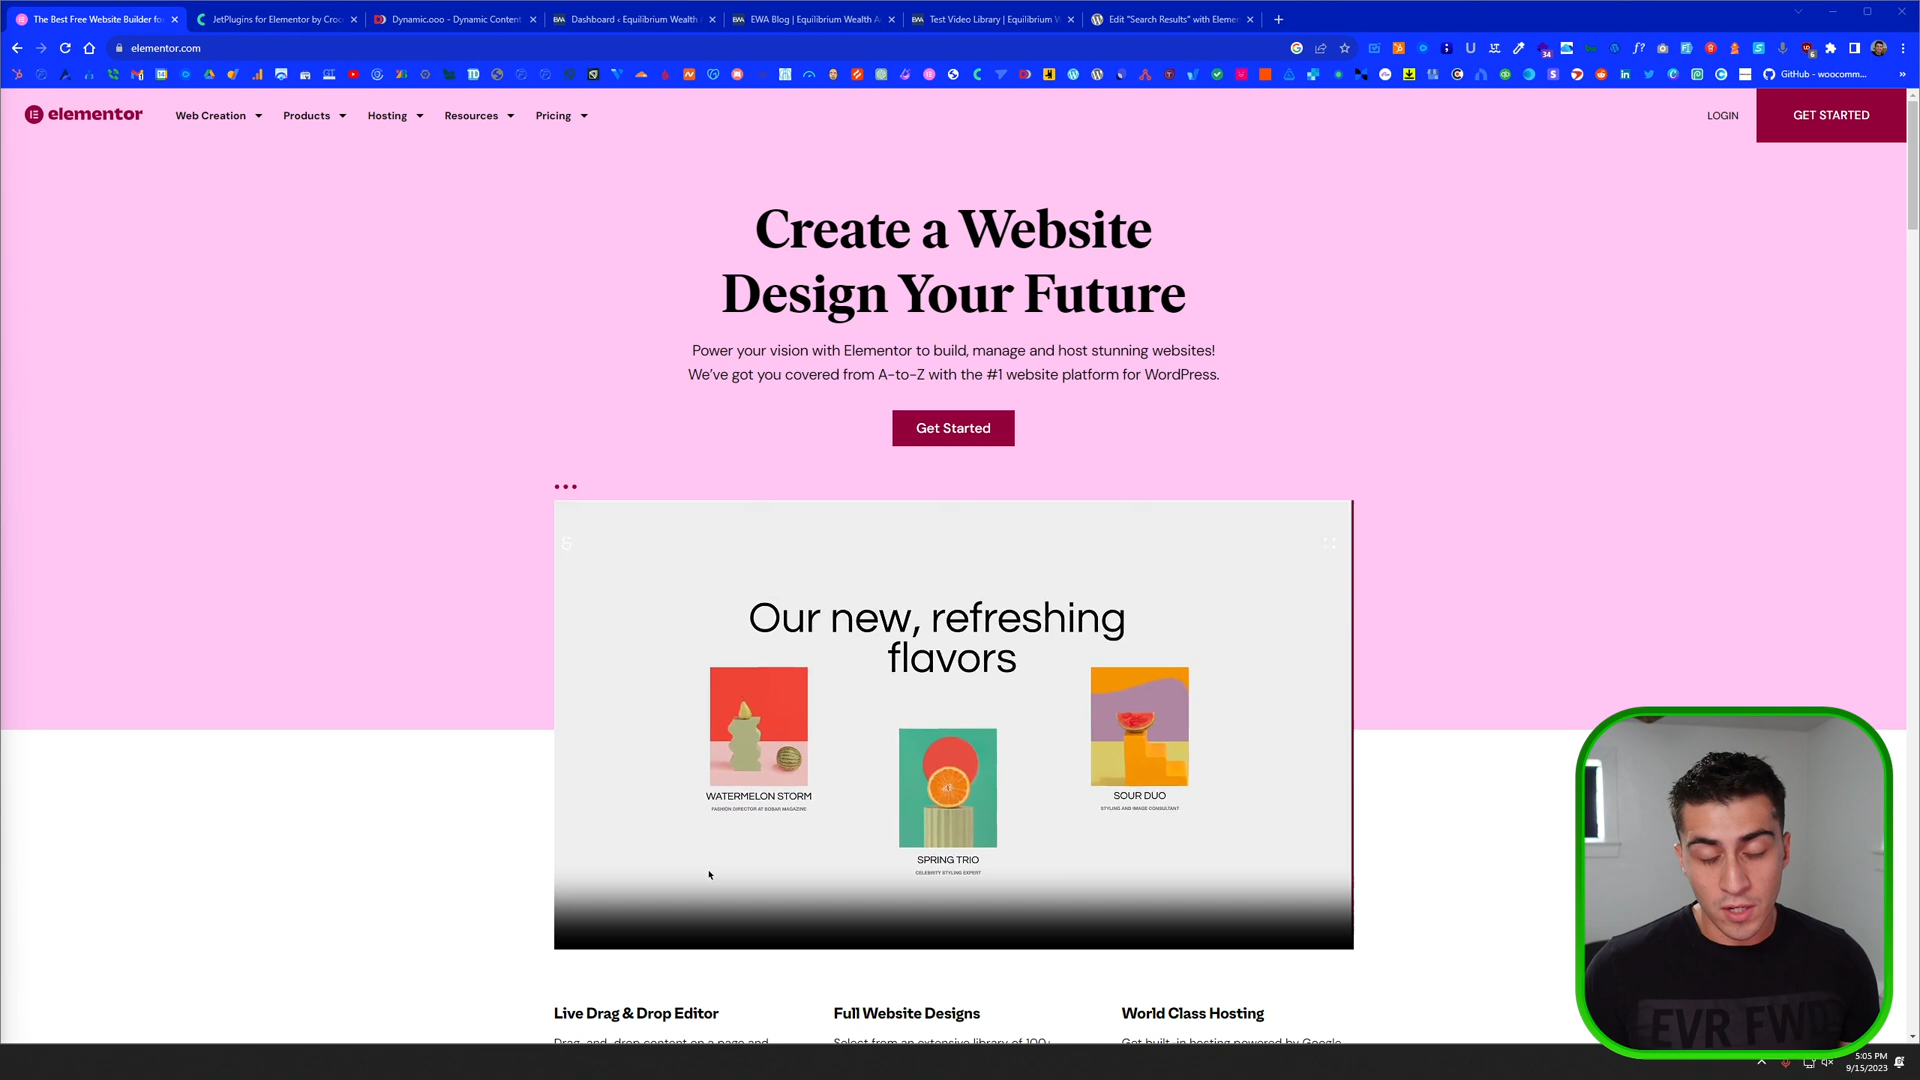 The Best Free Website Builder fo
JetPlugins for Elementor by Croc
Dynamic.ooo - Dynamic Content
Dashboard ‹ Equilibrium Wealth
EWA Blog | Equilibrium Wealth A
Test Video Library | Equilibrium W
Edit "Search Results" with Elemen
elementor.com
GitHub - woocomm...
elementor
Web Creation
Products
Hosting
Resources
Pricing
LOGIN
GET STARTED
Create a Website
Design Your Future
Power your vision with Elementor to build, manage and host stunning websites!
We've got you covered from A-to-Z with the #1 website platform for WordPress.
Get Started
Our new, refreshing
flavors
WATERMELON STORM
FASHION DIRECTOR AT BOBAR MAGAZINE
SPRING TRIO
CELEBRITY STYLING EXPERT
SOUR DUO
STYLING AND IMAGE CONSULTANT
Live Drag & Drop Editor
Full Website Designs
World Class Hosting
Drag-and-drop content on a page and
Select from an extensive library of 100+
Get built-in hosting powered by Google
EVR FWD
5:05 PM
9/15/2023